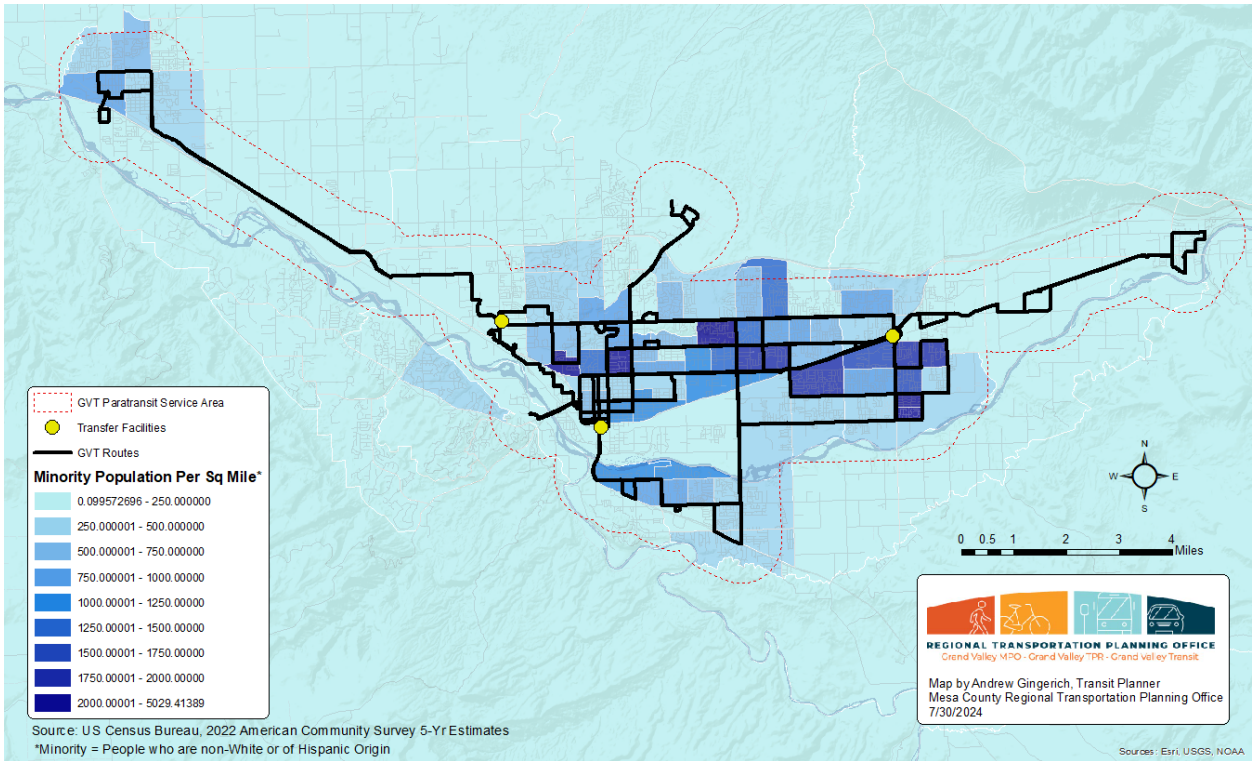 GVT Paratransit Service Area
Transfer Facilities
GVT Routes
Minority Population Per Sq Mile*
0.099572696 - 250.000000
250.000001 - 500.000000
500.000001 - 750.000000
750.000001 - 1000.00000
1000.00001 - 1250.00000
1250.00001 - 1500.00000
1500.00001 - 1750.00000
1750.00001 - 2000.00000
2000.00001 - 5029.41389
Source: US Census Bureau, 2022 American Community Survey 5-Yr Estimates
*Minority = People who are non-White or of Hispanic Origin
N
W E
S
0 0.5 1 2 3 4
Miles
REGIONAL TRANSPORTATION PLANNING OFFICE
Grand Valley MPO - Grand Valley TPR - Grand Valley Transit
Map by Andrew Gingerich, Transit Planner
Mesa County Regional Transportation Planning Office
7/30/2024
Sources: Esri, USGS, NOAA